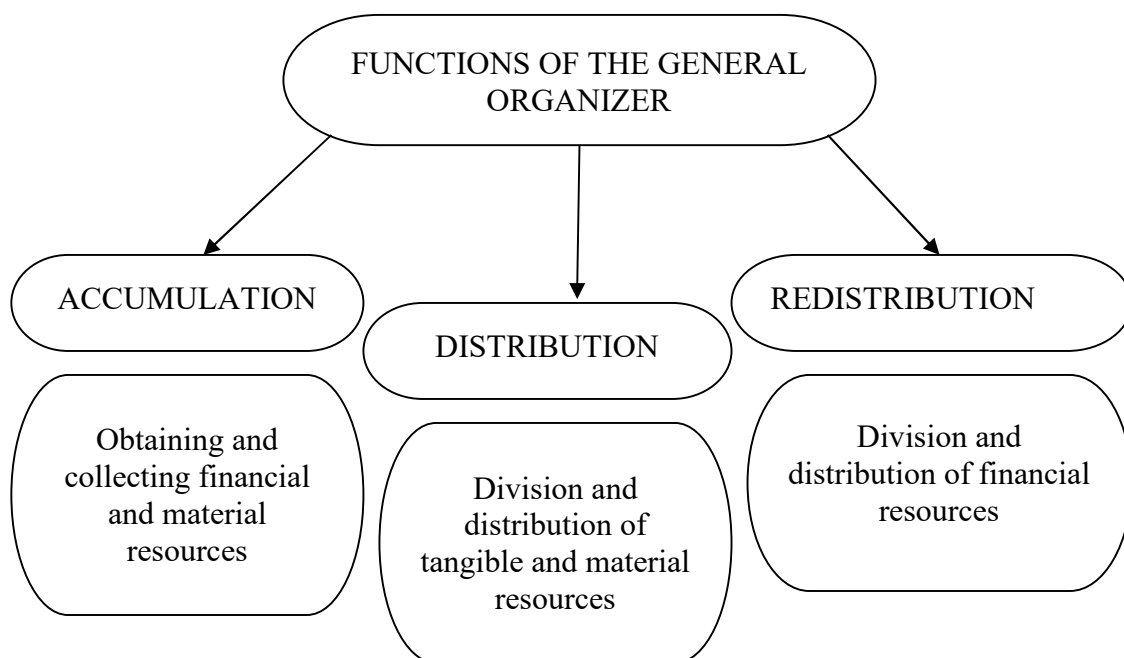 FUNCTIONS OF THE GENERAL
ORGANIZER
ACCUMULATION
DISTRIBUTION
REDISTRIBUTION
Obtaining and
collecting financial
and material
resources
Division and
distribution of
tangible and material
resources
Division and
distribution of financial
resources